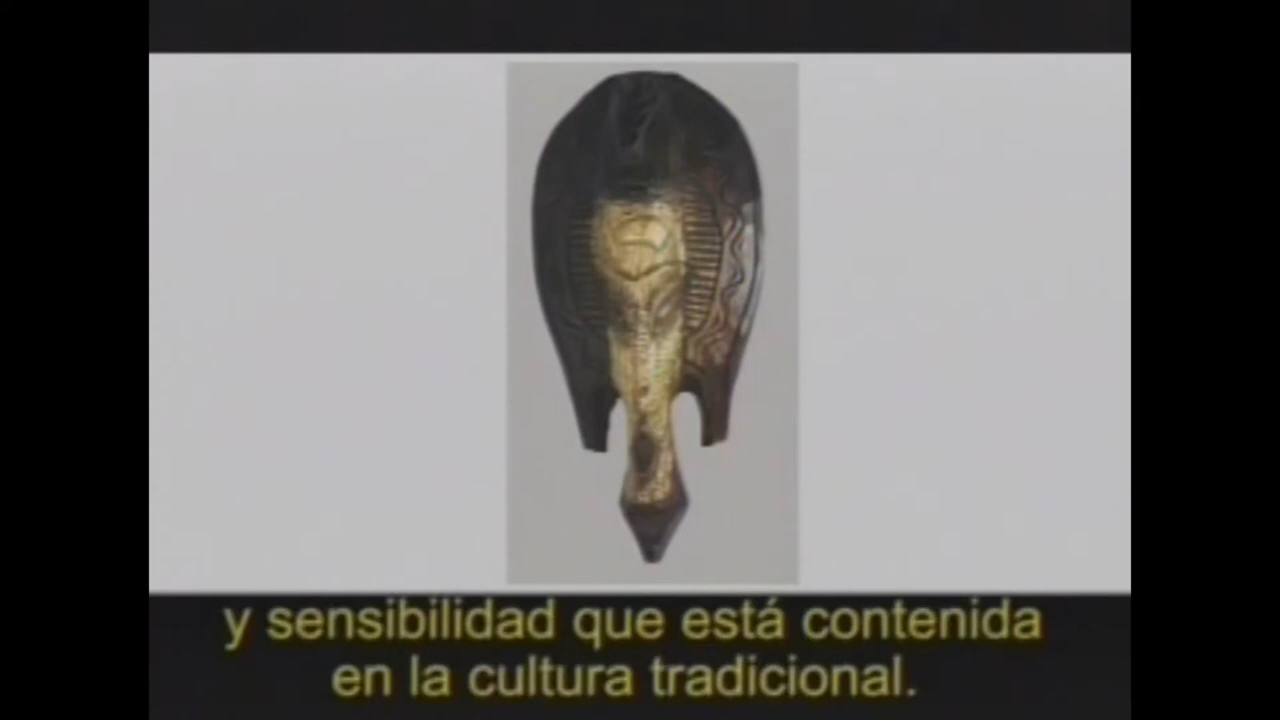 y sensibilidad que está contenida
en la cultura tradicional.